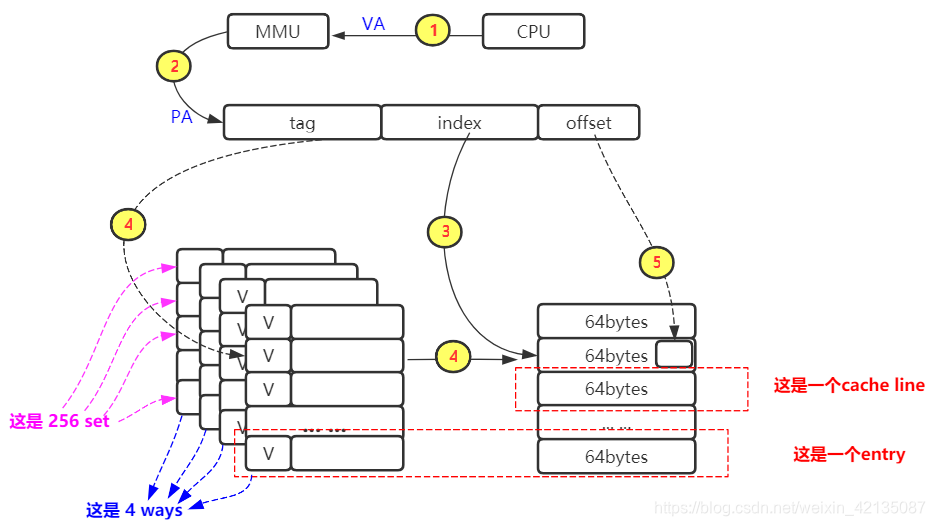 MMU
VA
1
CPU
2
PA
tag
index
offset
4
3
5
V
V
V
V
V
V
V
V
... ...
V
4
64bytes
64bytes
64bytes
... ...
64bytes
这是一个cache line
这是一个entry
这是 256 set
这是 4 ways
https://blog.csdn.net/weixin_42135087